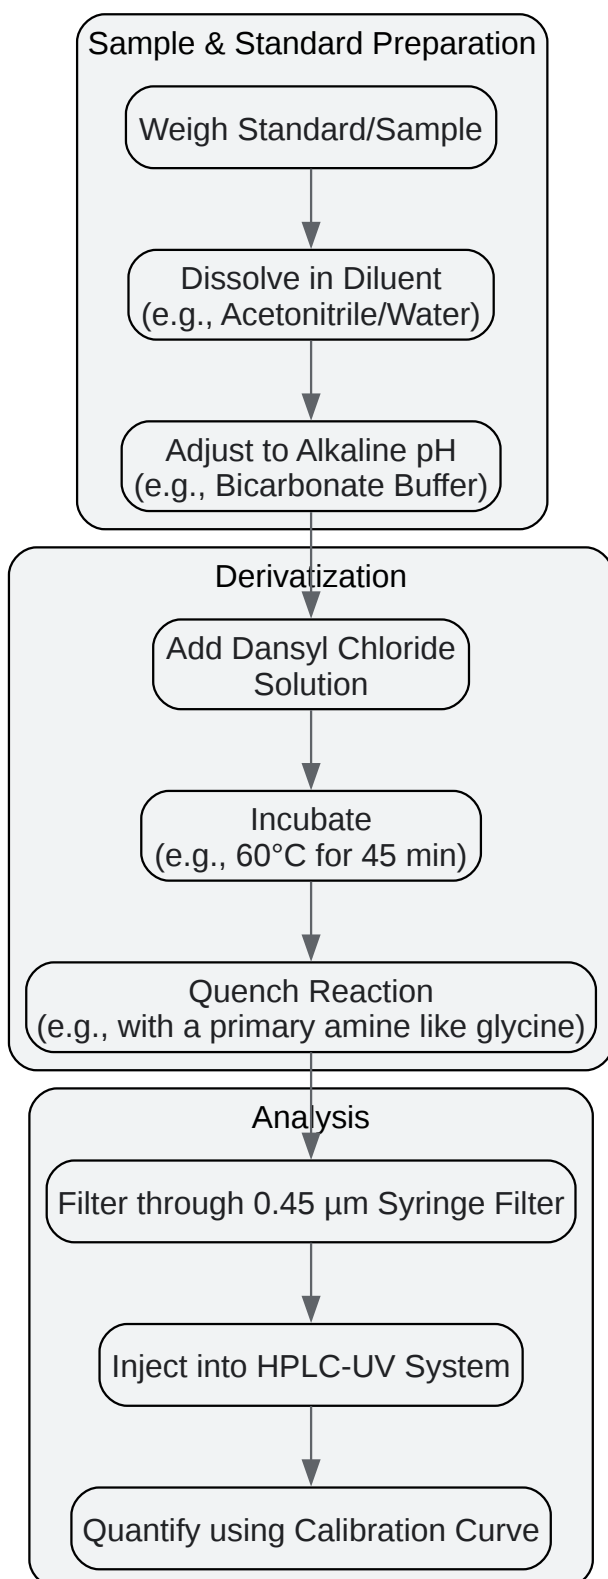 Sample & Standard Preparation
Weigh Standard/Sample
Dissolve in Diluent
(e.g., Acetonitrile/Water)
Adjust to Alkaline pH
(e.g., Bicarbonate Buffer)
Derivatization
Add Dansyl Chloride
Solution
Incubate
(e.g., 60°C for 45 min)
Quench Reaction
(e.g., with a primary amine like glycine)
Analysis
Filter through 0.45 µm Syringe Filter
Inject into HPLC-UV System
Quantify using Calibration Curve